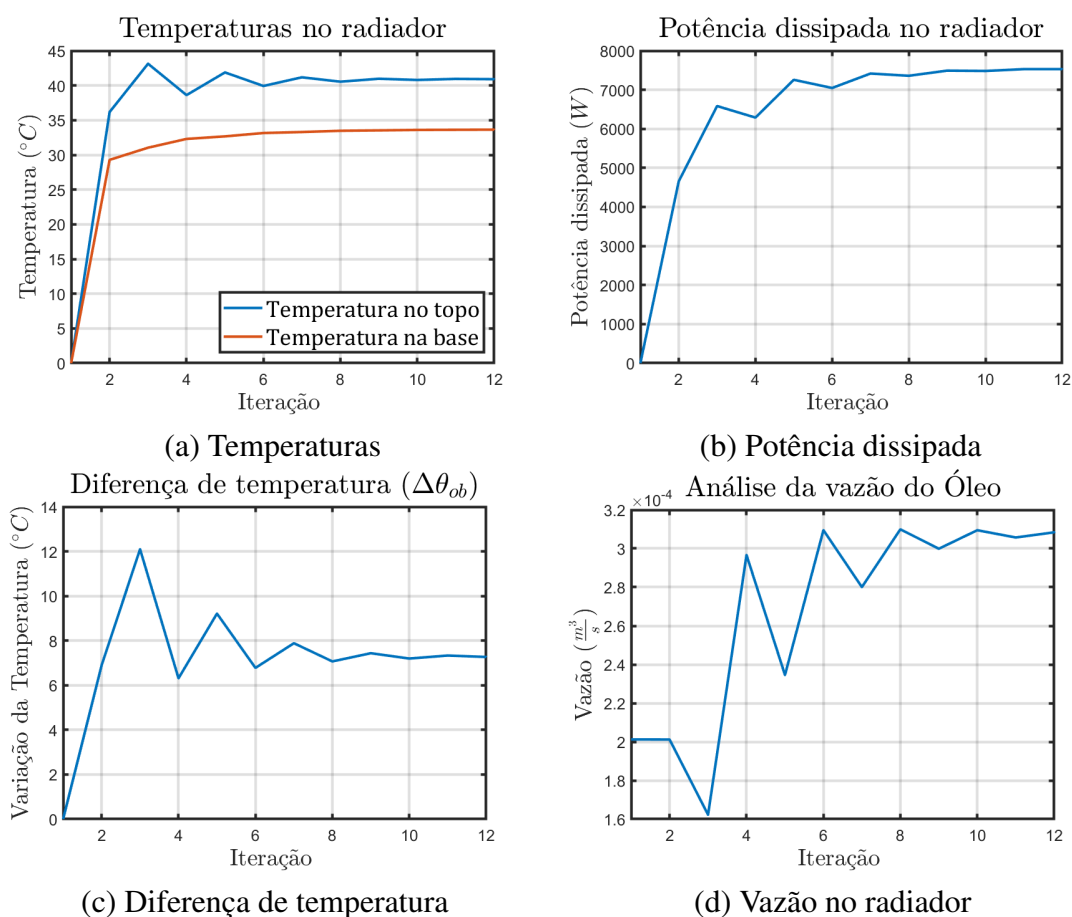 Temperaturas no radiador
45
40
35
30
25
20
15
10
5
0
Temperatura (°C)
Temperatura no topo
Temperatura na base
2 4 6 8 10 12
Iteração
(a) Temperaturas
Potência dissipada no radiador
8000
7000
6000
5000
4000
3000
2000
1000
0
Potência dissipada (W)
2 4 6 8 10 12
Iteração
(b) Potência dissipada
Diferença de temperatura (Δθob)
14
12
10
8
6
4
2
0
Variação da Temperatura (°C)
2 4 6 8 10 12
Iteração
(c) Diferença de temperatura
Análise da vazão do Óleo
×10⁻⁴
3.2
3
2.8
2.6
2.4
2.2
2
1.8
1.6
Vazão (m³/s)
2 4 6 8 10 12
Iteração
(d) Vazão no radiador